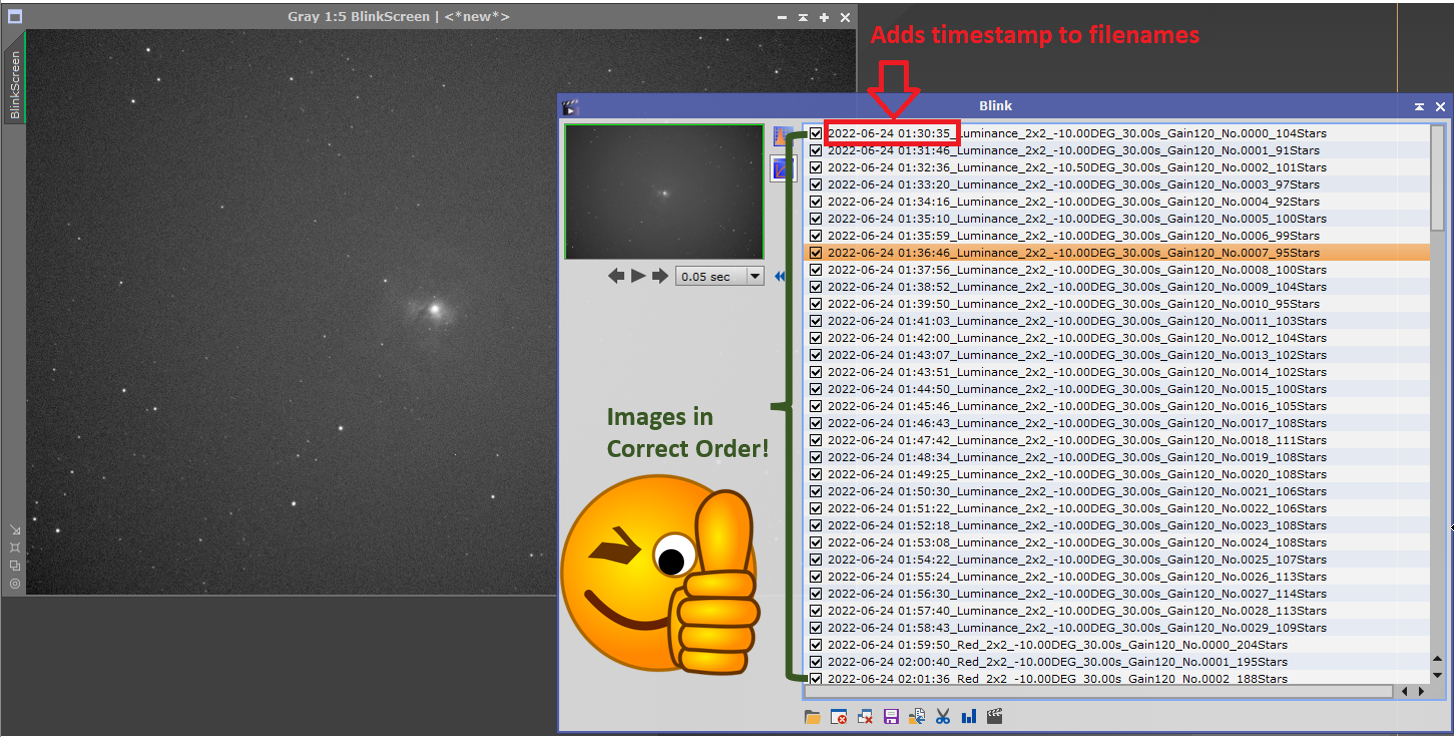 Gray 1:5 BlinkScreen | <*new*>
BlinkScreen
Adds timestamp to filenames
Blink
2022-06-24 01:30:35_Luminance_2x2_-10.00DEG_30.00s_Gain120_No.0000_104Stars
2022-06-24 01:31:46_Luminance_2x2_-10.00DEG_30.00s_Gain120_No.0001_91Stars
2022-06-24 01:32:36_Luminance_2x2_-10.50DEG_30.00s_Gain120_No.0002_101Stars
2022-06-24 01:33:20_Luminance_2x2_-10.00DEG_30.00s_Gain120_No.0003_97Stars
2022-06-24 01:34:16_Luminance_2x2_-10.00DEG_30.00s_Gain120_No.0004_92Stars
2022-06-24 01:35:10_Luminance_2x2_-10.00DEG_30.00s_Gain120_No.0005_100Stars
2022-06-24 01:35:59_Luminance_2x2_-10.00DEG_30.00s_Gain120_No.0006_99Stars
2022-06-24 01:36:46_Luminance_2x2_-10.00DEG_30.00s_Gain120_No.0007_95Stars
2022-06-24 01:37:56_Luminance_2x2_-10.00DEG_30.00s_Gain120_No.0008_100Stars
2022-06-24 01:38:52_Luminance_2x2_-10.00DEG_30.00s_Gain120_No.0009_104Stars
2022-06-24 01:39:50_Luminance_2x2_-10.00DEG_30.00s_Gain120_No.0010_95Stars
2022-06-24 01:41:03_Luminance_2x2_-10.00DEG_30.00s_Gain120_No.0011_103Stars
2022-06-24 01:42:00_Luminance_2x2_-10.00DEG_30.00s_Gain120_No.0012_104Stars
2022-06-24 01:43:07_Luminance_2x2_-10.00DEG_30.00s_Gain120_No.0013_102Stars
2022-06-24 01:43:51_Luminance_2x2_-10.00DEG_30.00s_Gain120_No.0014_102Stars
2022-06-24 01:44:50_Luminance_2x2_-10.00DEG_30.00s_Gain120_No.0015_100Stars
2022-06-24 01:45:46_Luminance_2x2_-10.00DEG_30.00s_Gain120_No.0016_105Stars
2022-06-24 01:46:43_Luminance_2x2_-10.00DEG_30.00s_Gain120_No.0017_108Stars
2022-06-24 01:47:42_Luminance_2x2_-10.00DEG_30.00s_Gain120_No.0018_111Stars
2022-06-24 01:48:34_Luminance_2x2_-10.00DEG_30.00s_Gain120_No.0019_108Stars
2022-06-24 01:49:25_Luminance_2x2_-10.00DEG_30.00s_Gain120_No.0020_108Stars
2022-06-24 01:50:30_Luminance_2x2_-10.00DEG_30.00s_Gain120_No.0021_106Stars
2022-06-24 01:51:22_Luminance_2x2_-10.00DEG_30.00s_Gain120_No.0022_106Stars
2022-06-24 01:52:18_Luminance_2x2_-10.00DEG_30.00s_Gain120_No.0023_108Stars
2022-06-24 01:53:08_Luminance_2x2_-10.00DEG_30.00s_Gain120_No.0024_108Stars
2022-06-24 01:54:22_Luminance_2x2_-10.00DEG_30.00s_Gain120_No.0025_107Stars
2022-06-24 01:55:24_Luminance_2x2_-10.00DEG_30.00s_Gain120_No.0026_113Stars
2022-06-24 01:56:30_Luminance_2x2_-10.00DEG_30.00s_Gain120_No.0027_114Stars
2022-06-24 01:57:40_Luminance_2x2_-10.00DEG_30.00s_Gain120_No.0028_113Stars
2022-06-24 01:58:43_Luminance_2x2_-10.00DEG_30.00s_Gain120_No.0029_109Stars
2022-06-24 01:59:50_Red_2x2_-10.00DEG_30.00s_Gain120_No.0000_204Stars
2022-06-24 02:00:40_Red_2x2_-10.00DEG_30.00s_Gain120_No.0001_195Stars
2022-06-24 02:01:36_Red_2x2_-10.00DEG_30.00s_Gain120_No.0002_188Stars
0.05 sec
Images in
Correct Order!